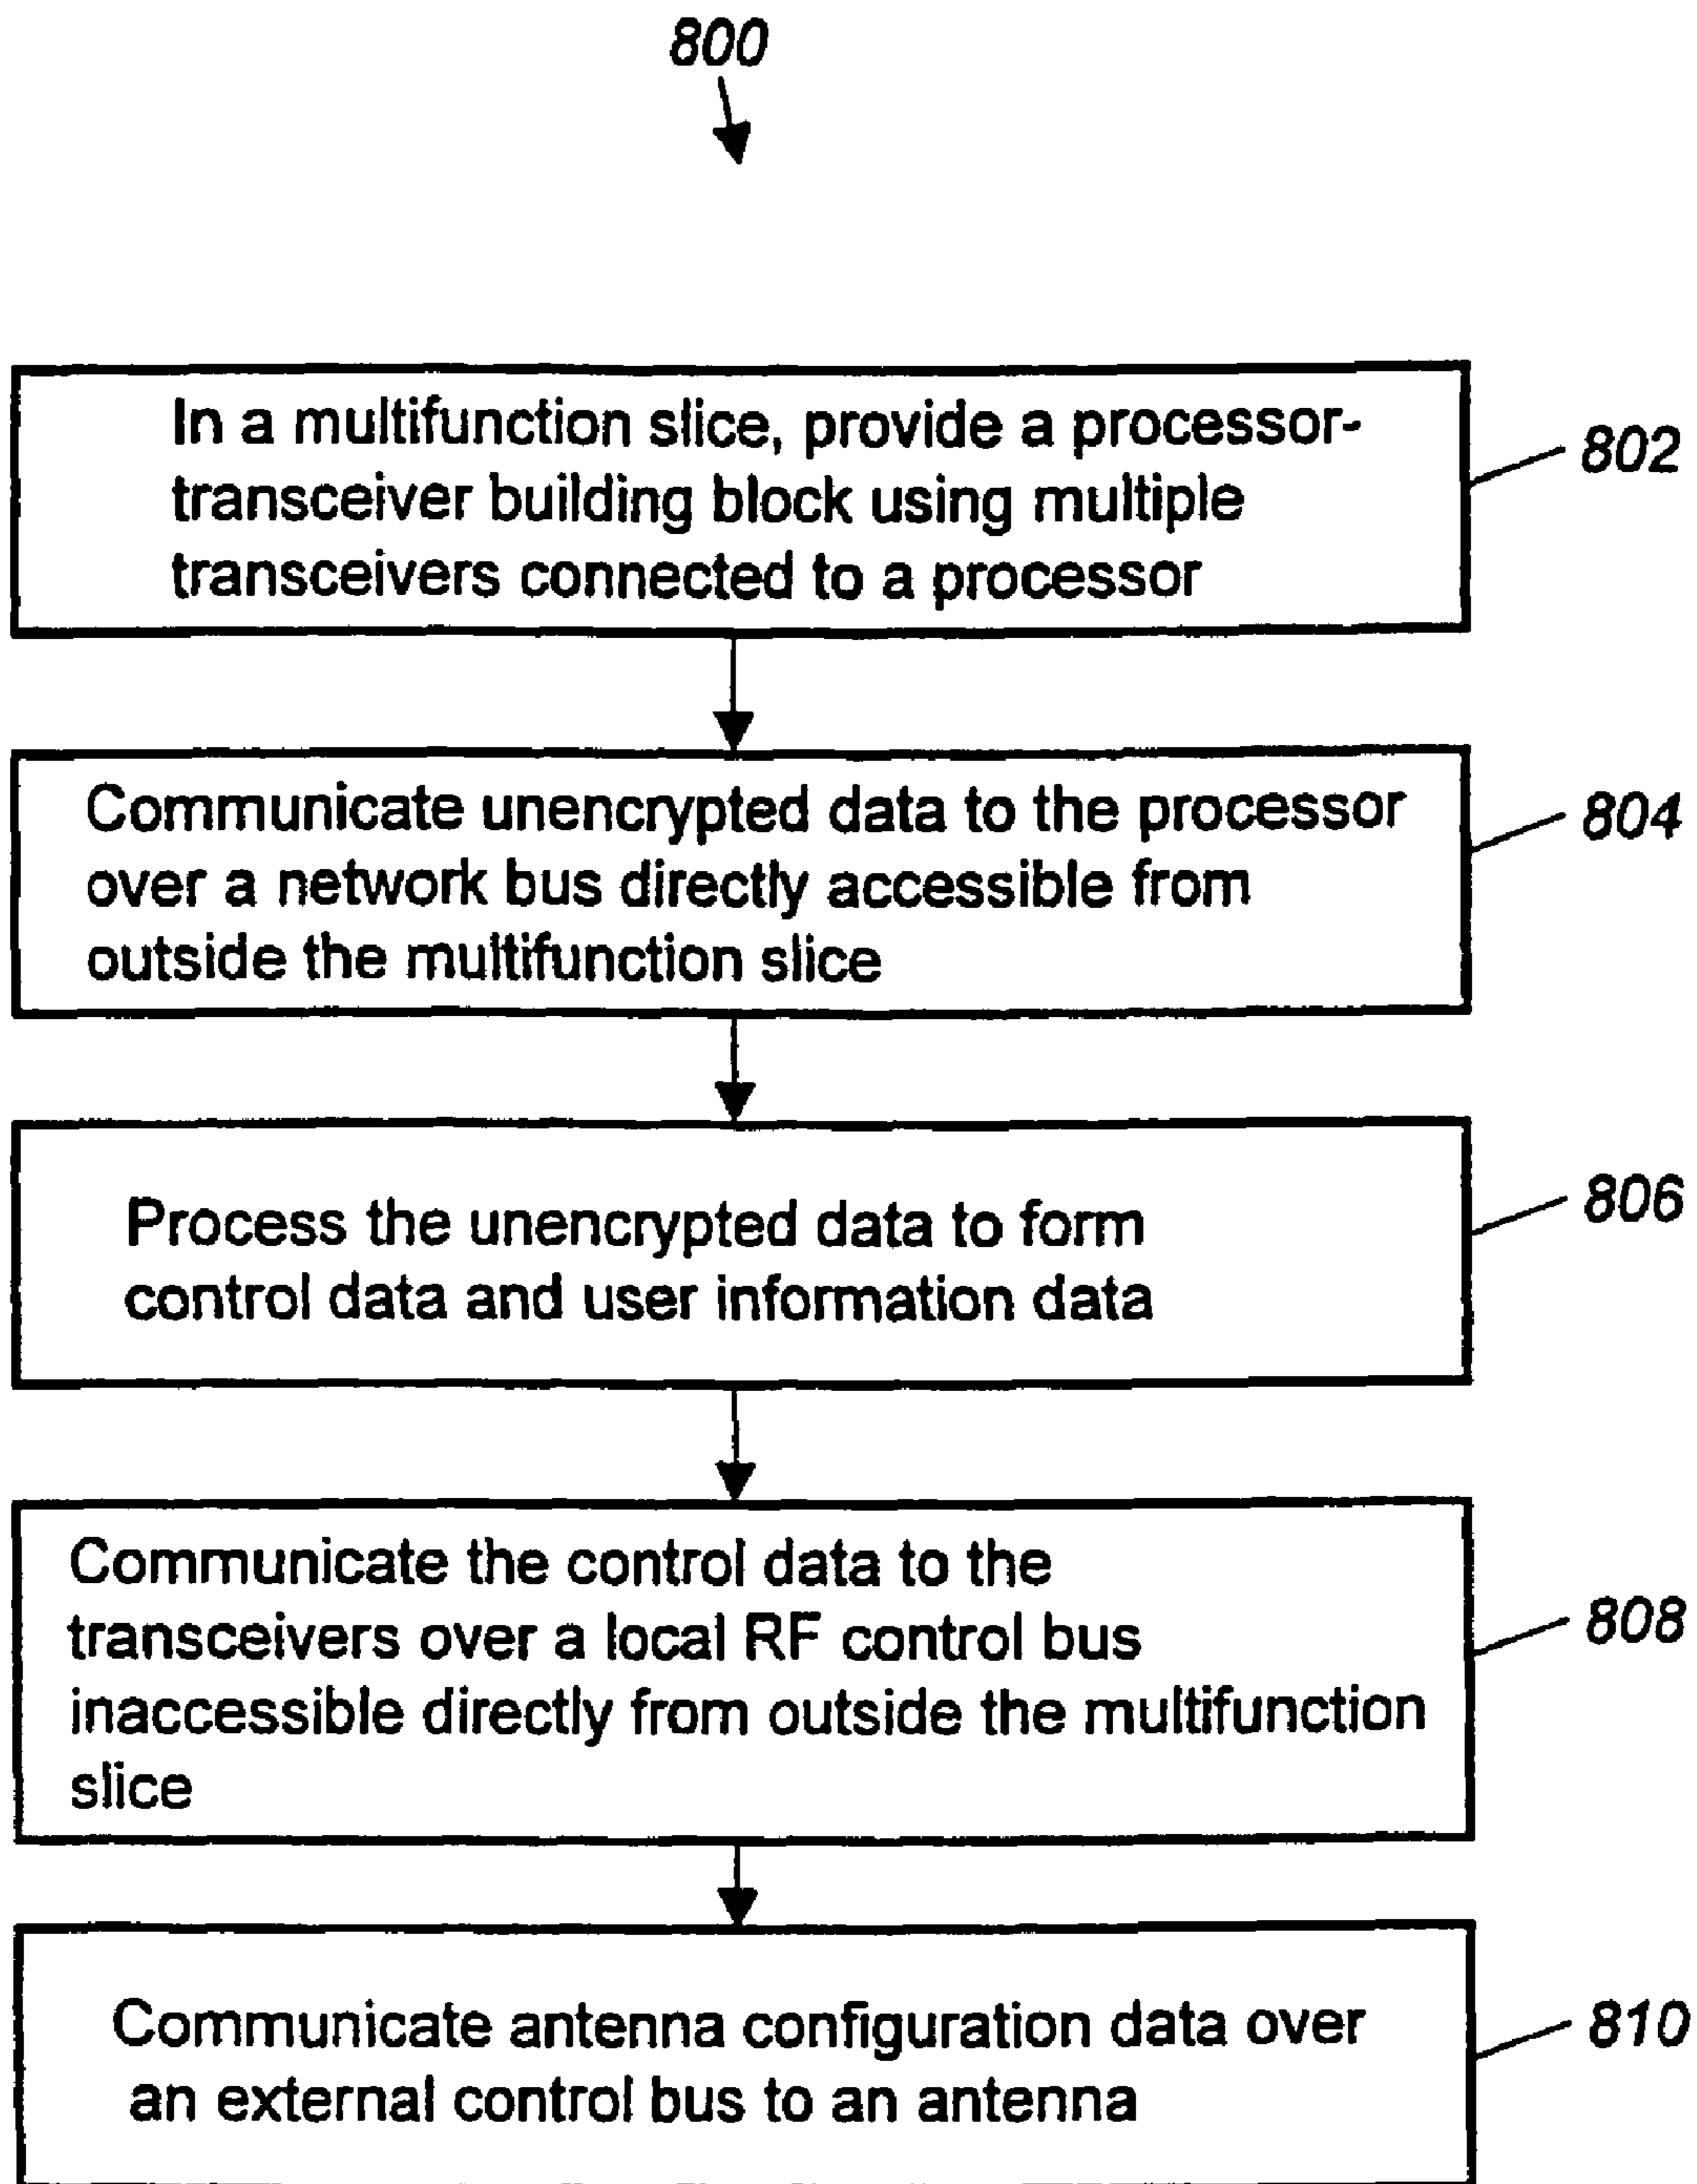 800
In a multifunction slice, provide a processor-
transceiver building block using multiple
transceivers connected to a processor
802
Communicate unencrypted data to the processor
over a network bus directly accessible from
outside the multifunction slice
804
Process the unencrypted data to form
control data and user information data
806
Communicate the control data to the
transceivers over a local RF control bus
inaccessible directly from outside the multifunction
slice
808
Communicate antenna configuration data over
an external control bus to an antenna
810